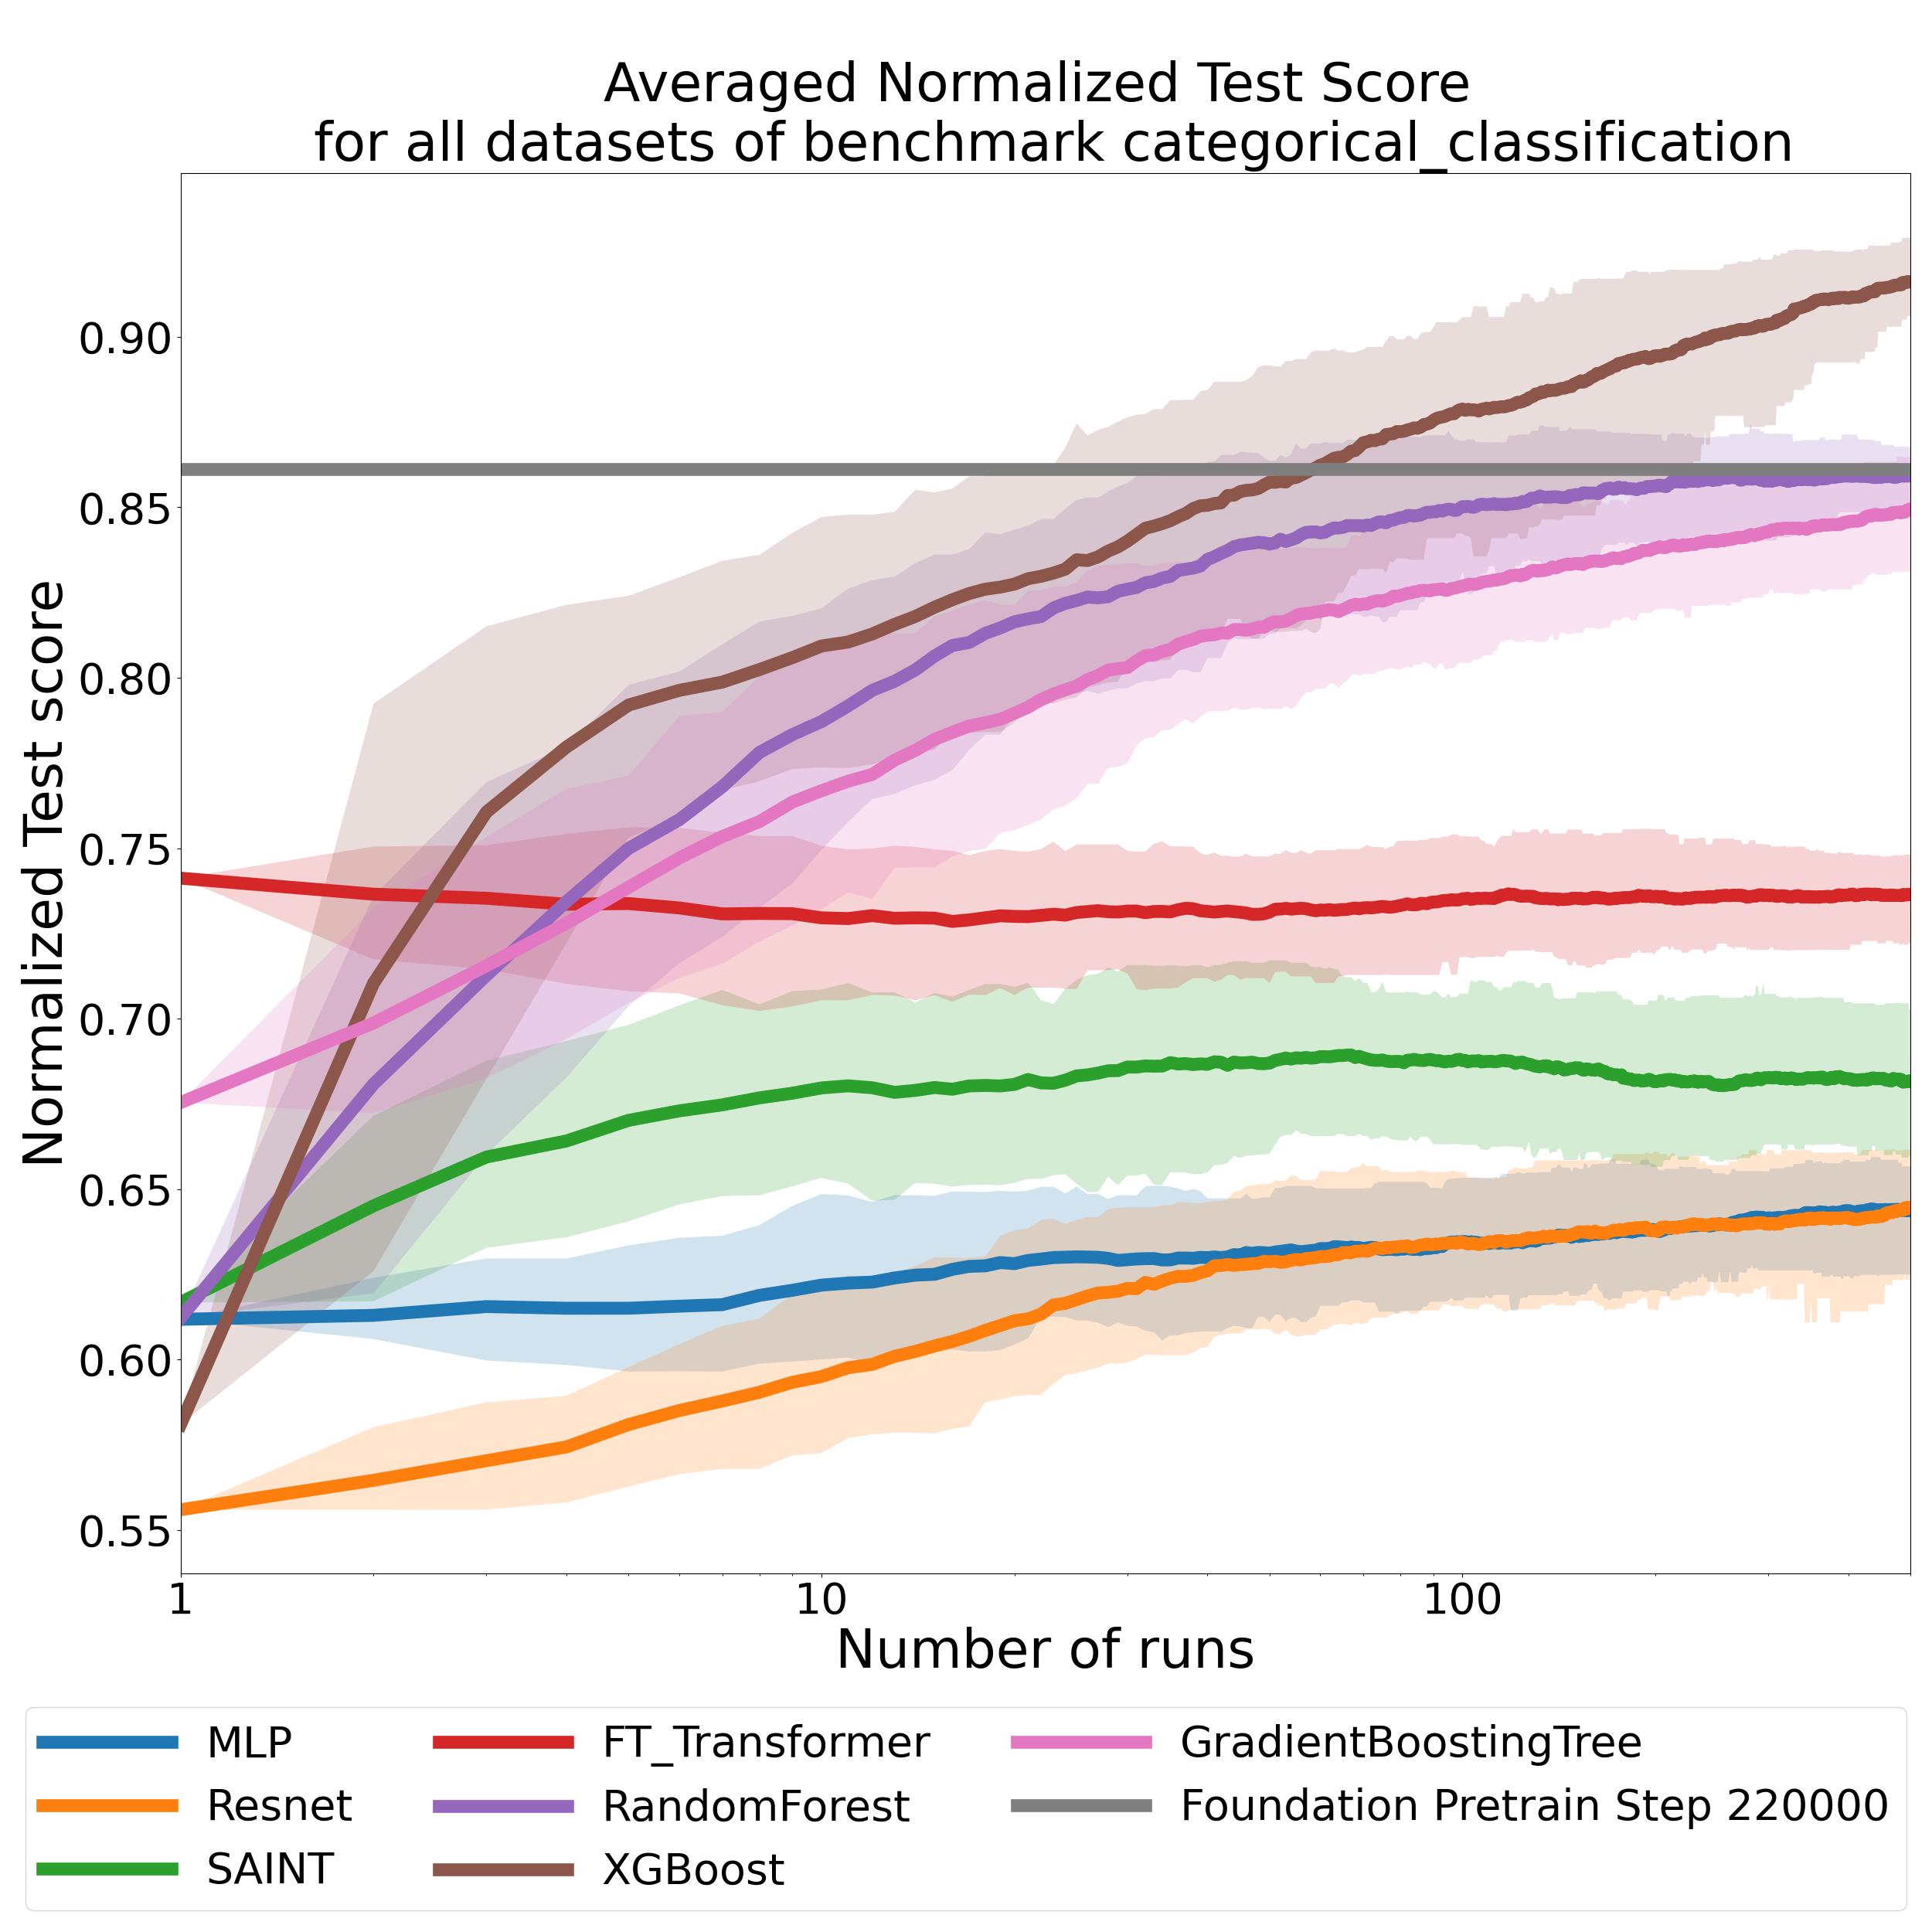 Averaged Normalized Test Score
for all datasets of benchmark categorical_classification
Normalized Test score
0.90
0.85
0.80
0.75
0.70
0.65
0.60
0.55
1
10
100
Number of runs
MLP
Resnet
SAINT
FT_Transformer
RandomForest
XGBoost
GradientBoostingTree
Foundation Pretrain Step 220000